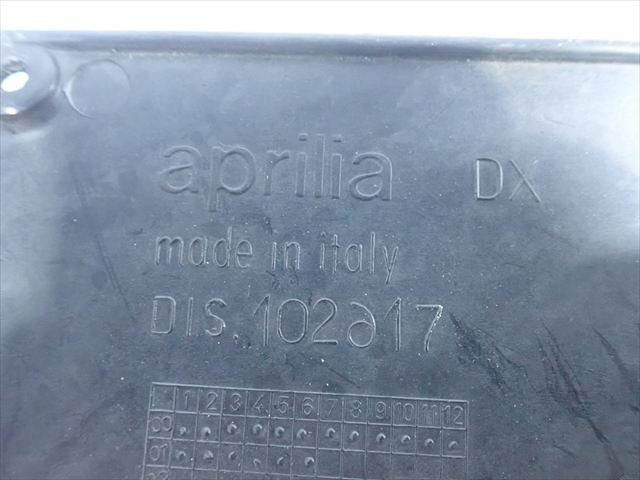 aprilia DX
made in italy
DIS. 102617
1 2 3 4 5 6 7 8 9 10 11 12
00
01